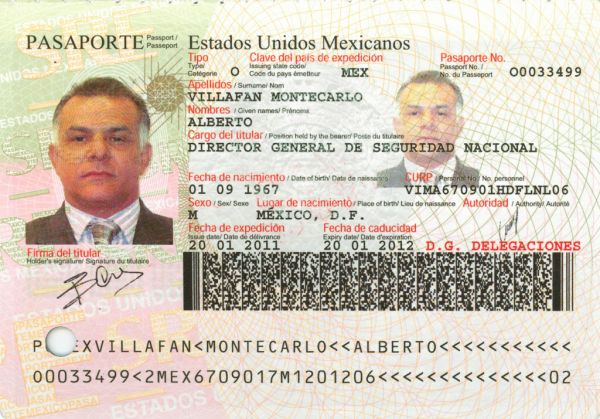 PASAPORTE Passport / Passeport Estados Unidos Mexicanos
Tipo Clave del país de expedición Pasaporte No.
Type/ Catégorie O Issuing state code/ Code du pays émetteur MEX Passport No. / No. du Passeport O0033499
Apellidos / Surname/ Nom
VILLAFAN MONTECARLO
Nombres / Given names/ Prénoms
ALBERTO
Cargo del titular / Position held by the bearer/ Poste du titulaire
DIRECTOR GENERAL DE SEGURIDAD NACIONAL
Fecha de nacimiento / Date of birth/ Date de naissance CURP / Personal No./ No. personnel
01 09 1967 VIMA670901HDFLNL06
Sexo / Sex/ Sexe Lugar de nacimiento / Place of birth/ Lieu de naissance Autoridad / Authority/ Autorité
M MÉXICO, D.F.
Fecha de expedición Fecha de caducidad
Issue date/ Date de délivrance Expiry date/ Date d'expiration
20 01 2011 20 01 2012 D.G. DELEGACIONES
Firma del titular
Holder's signature/ Signature du titulaire
P EXVILLAFAN<MONTECARLO<<ALBERTO<<<<<<<<<<<
O0033499<2MEX6709017M1201206<<<<<<<<<<<<<<02